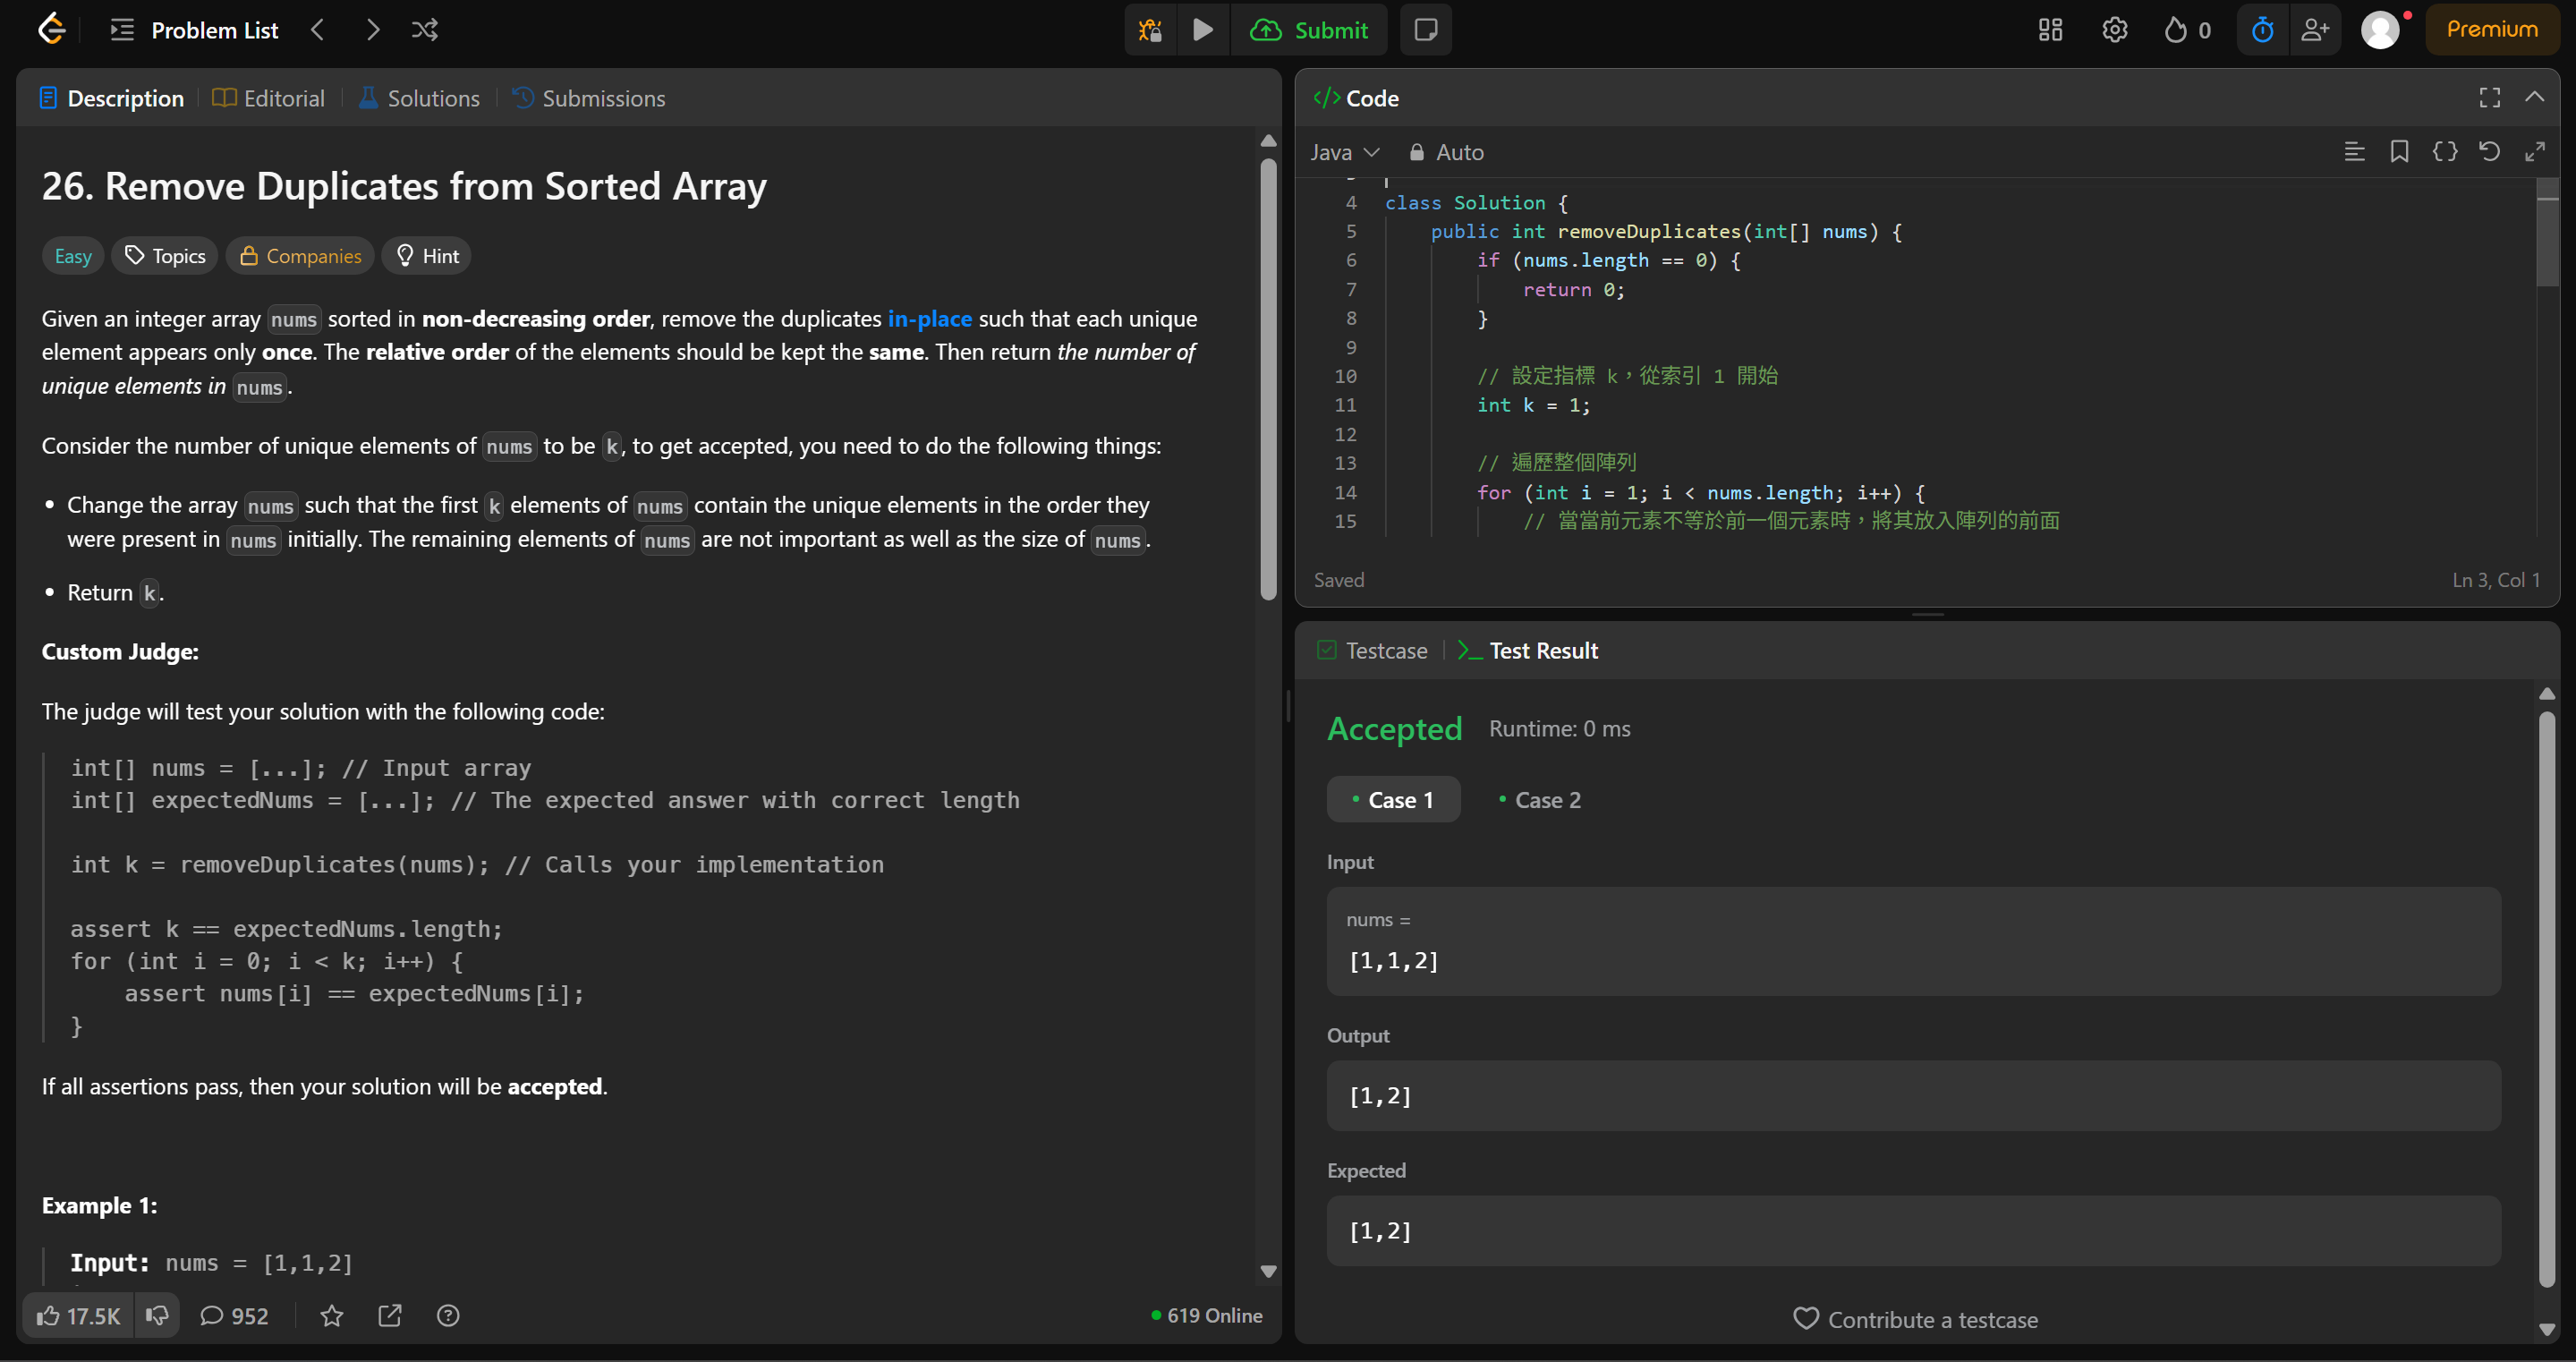 Problem List
Submit
0
Premium
Description
Editorial
Solutions
Submissions
26. Remove Duplicates from Sorted Array
Easy
Topics
Companies
Hint
Given an integer array nums sorted in non-decreasing order, remove the duplicates in-place such that each unique
element appears only once. The relative order of the elements should be kept the same. Then return the number of
unique elements in nums.
Consider the number of unique elements of nums to be k, to get accepted, you need to do the following things:
• Change the array nums such that the first k elements of nums contain the unique elements in the order they
were present in nums initially. The remaining elements of nums are not important as well as the size of nums.
• Return k.
Custom Judge:
The judge will test your solution with the following code:
int[] nums = [...]; // Input array
int[] expectedNums = [...]; // The expected answer with correct length
int k = removeDuplicates(nums); // Calls your implementation
assert k == expectedNums.length;
for (int i = 0; i < k; i++) {
    assert nums[i] == expectedNums[i];
}
If all assertions pass, then your solution will be accepted.
Example 1:
Input: nums = [1,1,2]
17.5K
952
619 Online
</> Code
Java
Auto
4 class Solution {
5     public int removeDuplicates(int[] nums) {
6         if (nums.length == 0) {
7             return 0;
8         }
9
10         // 設定指標 k，從索引 1 開始
11         int k = 1;
12
13         // 遍歷整個陣列
14         for (int i = 1; i < nums.length; i++) {
15             // 當當前元素不等於前一個元素時，將其放入陣列的前面
Saved
Ln 3, Col 1
Testcase
>_ Test Result
Accepted
Runtime: 0 ms
• Case 1
• Case 2
Input
nums =
[1,1,2]
Output
[1,2]
Expected
[1,2]
Contribute a testcase